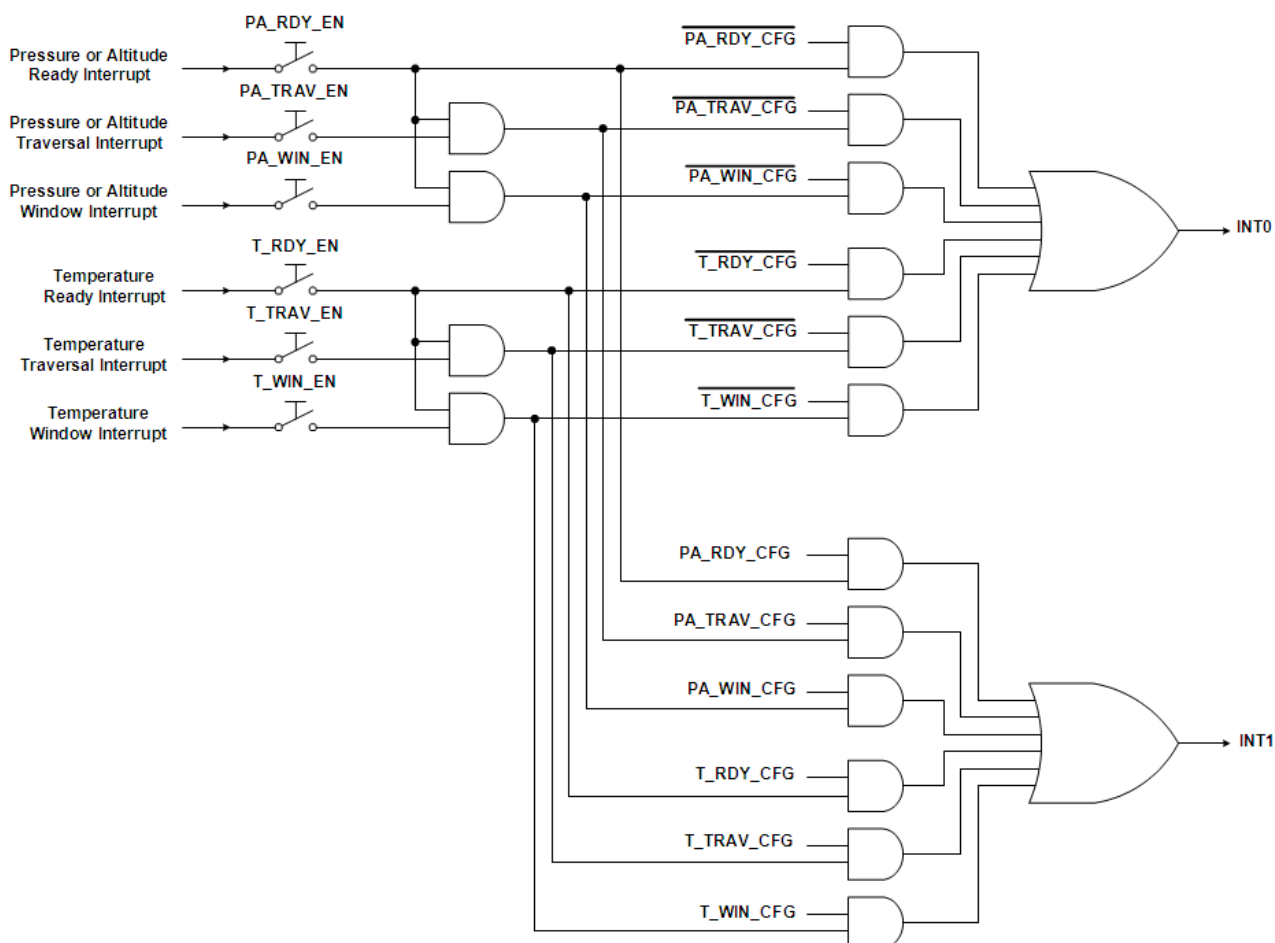 PA_RDY_EN
Pressure or Altitude
Ready Interrupt
PA_TRAV_EN
Pressure or Altitude
Traversal Interrupt
PA_WIN_EN
Pressure or Altitude
Window Interrupt
T_RDY_EN
Temperature
Ready Interrupt
T_TRAV_EN
Temperature
Traversal Interrupt
T_WIN_EN
Temperature
Window Interrupt
PA_RDY_CFG
PA_TRAV_CFG
PA_WIN_CFG
T_RDY_CFG
T_TRAV_CFG
T_WIN_CFG
INT0
PA_RDY_CFG
PA_TRAV_CFG
PA_WIN_CFG
T_RDY_CFG
T_TRAV_CFG
T_WIN_CFG
INT1